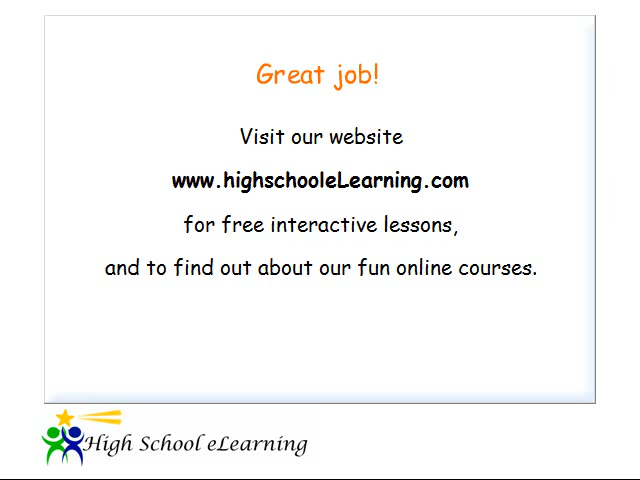 Great job!
Visit our website
www.highschooleLearning.com
for free interactive lessons,
and to find out about our fun online courses.
High School eLearning